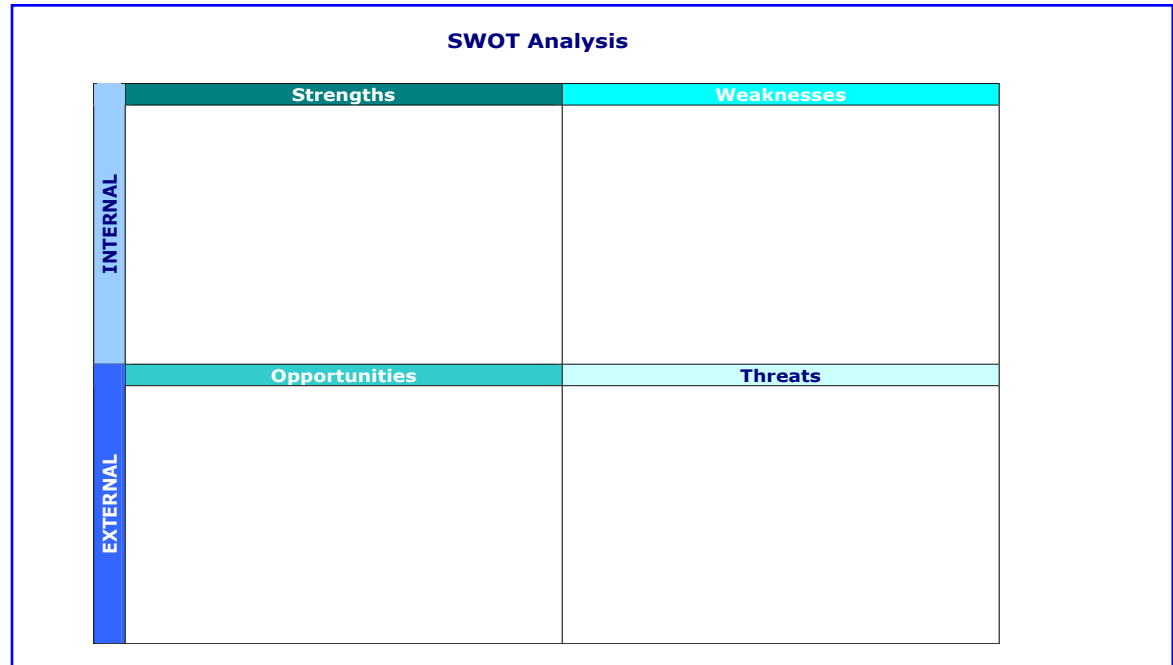 SWOT Analysis
Strengths
Weaknesses
INTERNAL
Opportunities
Threats
EXTERNAL